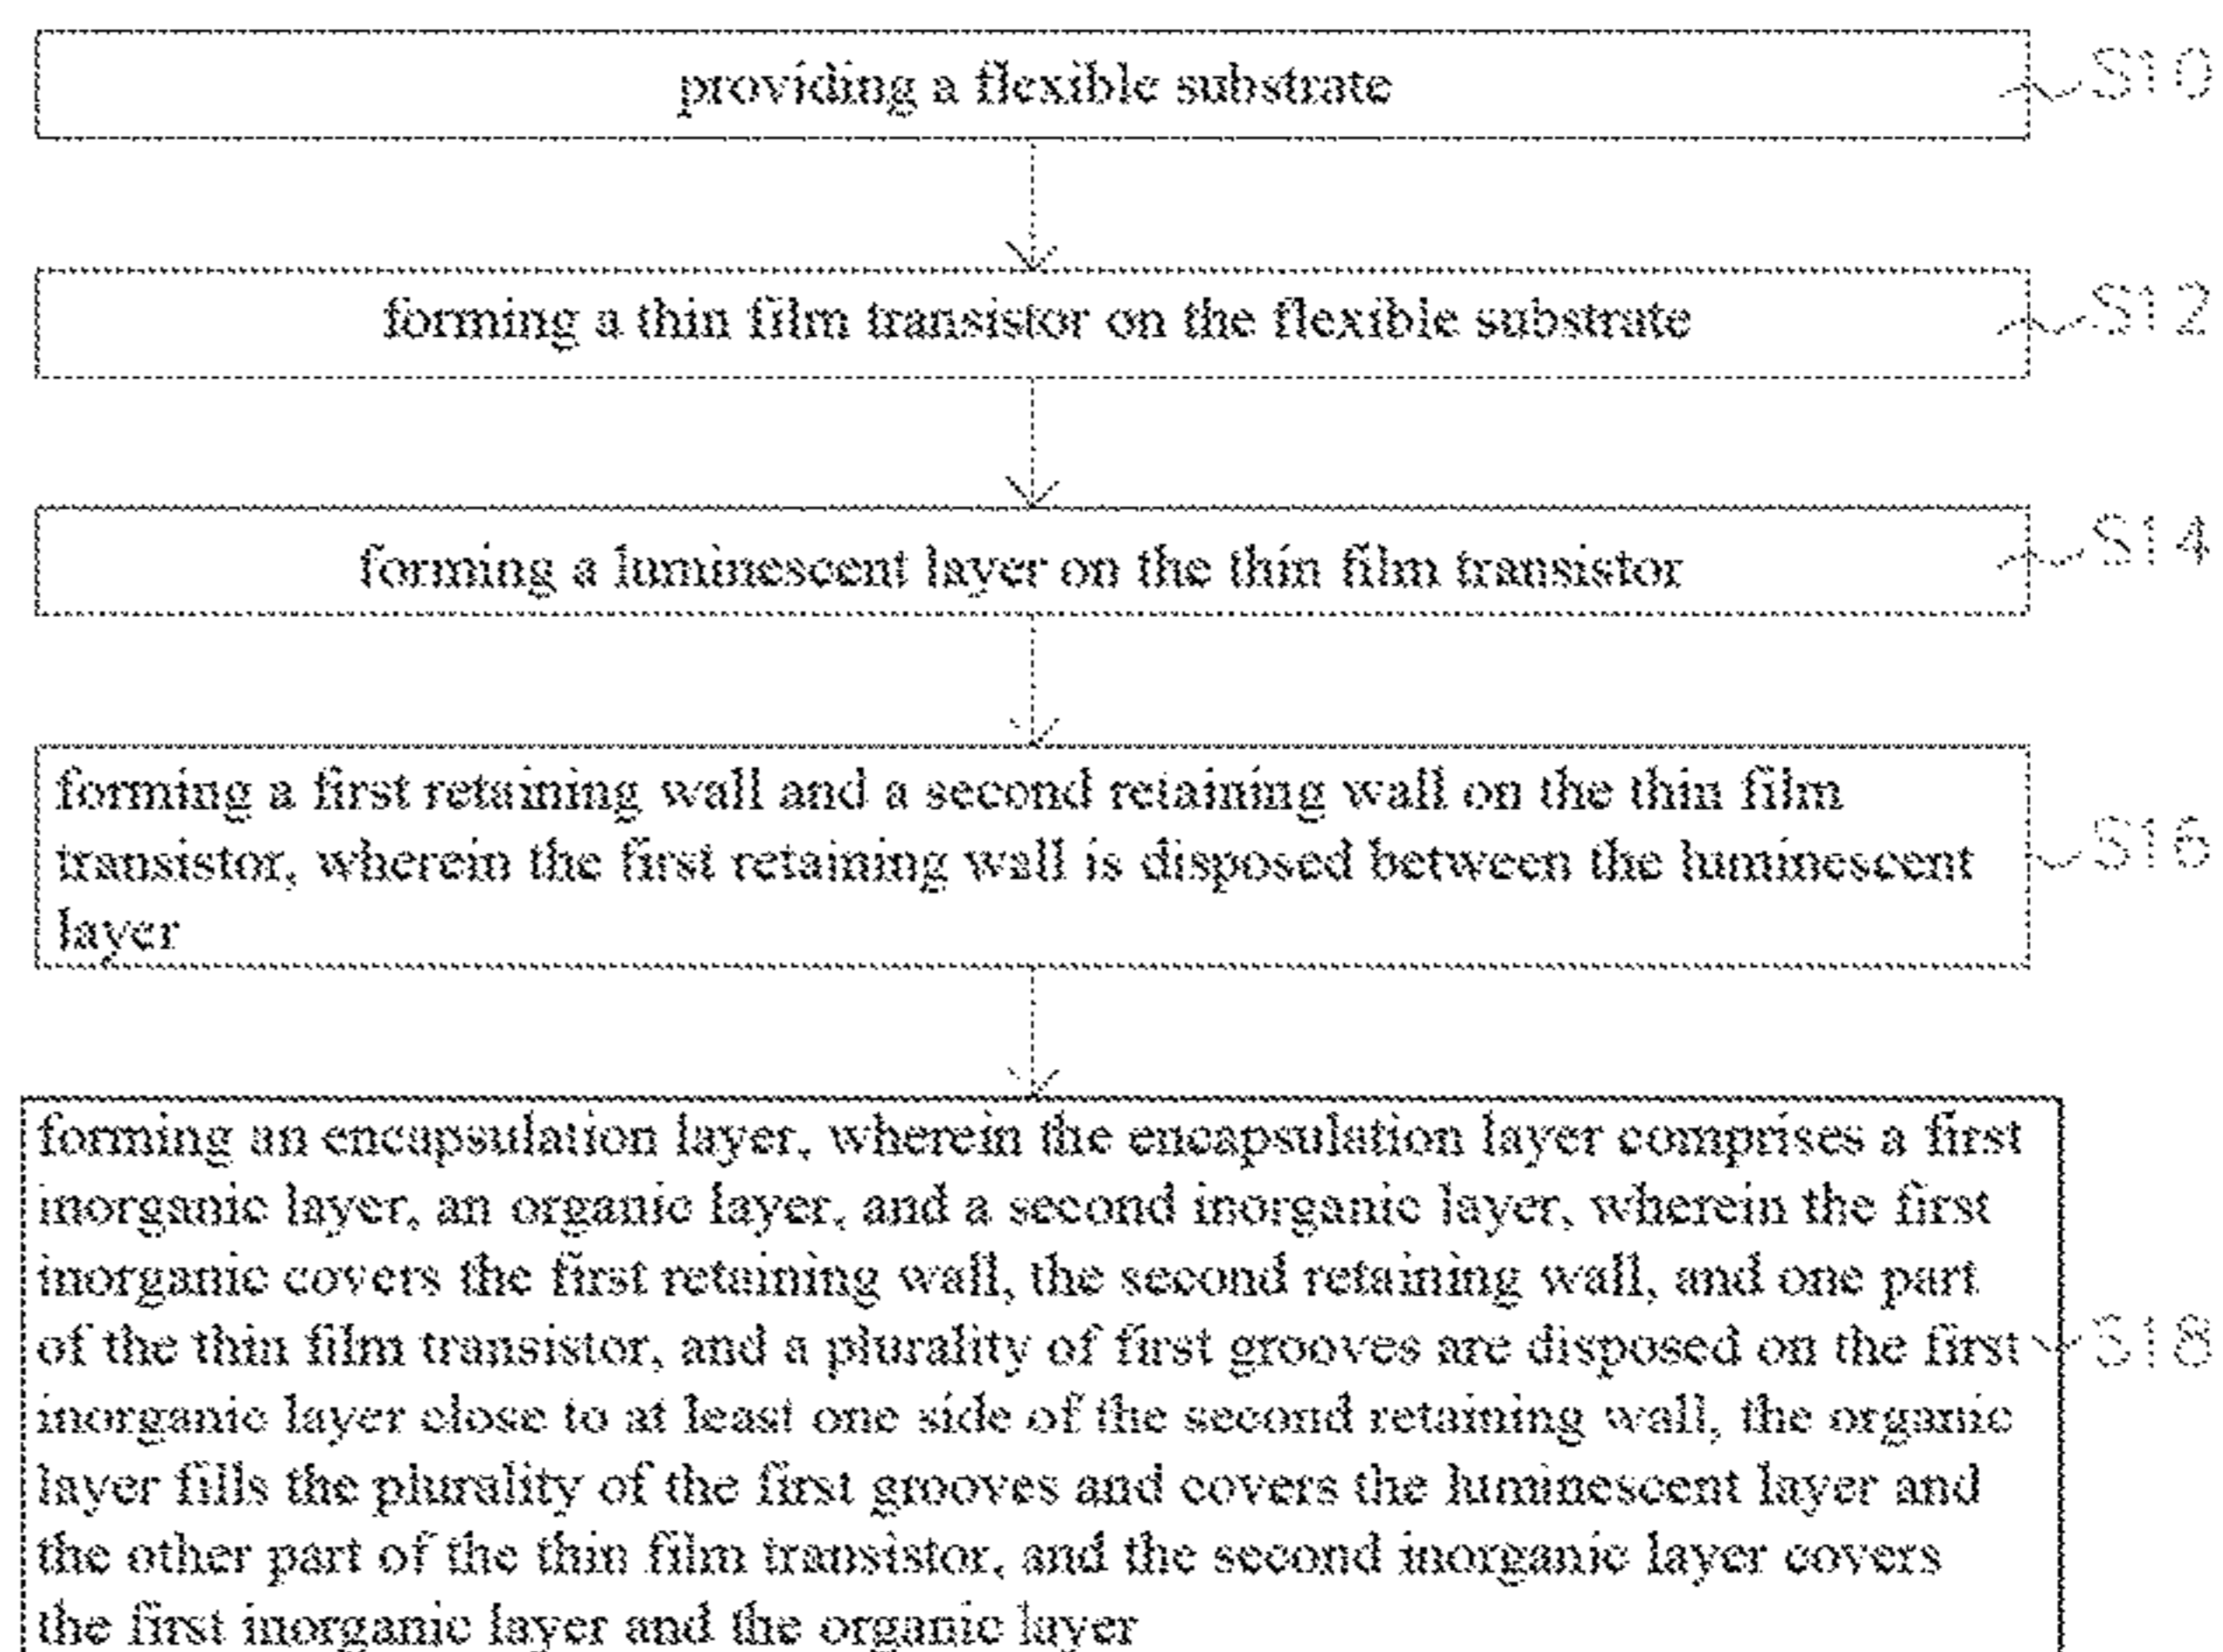 providing a flexible substrate
S10
forming a thin film transistor on the flexible substrate
S12
forming a luminescent layer on the thin film transistor
S14
forming a first retaining wall and a second retaining wall on the thin film
transistor, wherein the first retaining wall is disposed between the luminescent
layer
S16
forming an encapsulation layer, wherein the encapsulation layer comprises a first
inorganic layer, an organic layer, and a second inorganic layer, wherein the first
inorganic covers the first retaining wall, the second retaining wall, and one part
of the thin film transistor, and a plurality of first grooves are disposed on the first
inorganic layer close to at least one side of the second retaining wall, the organic
layer fills the plurality of the first grooves and covers the luminescent layer and
the other part of the thin film transistor, and the second inorganic layer covers
the first inorganic layer and the organic layer
S18